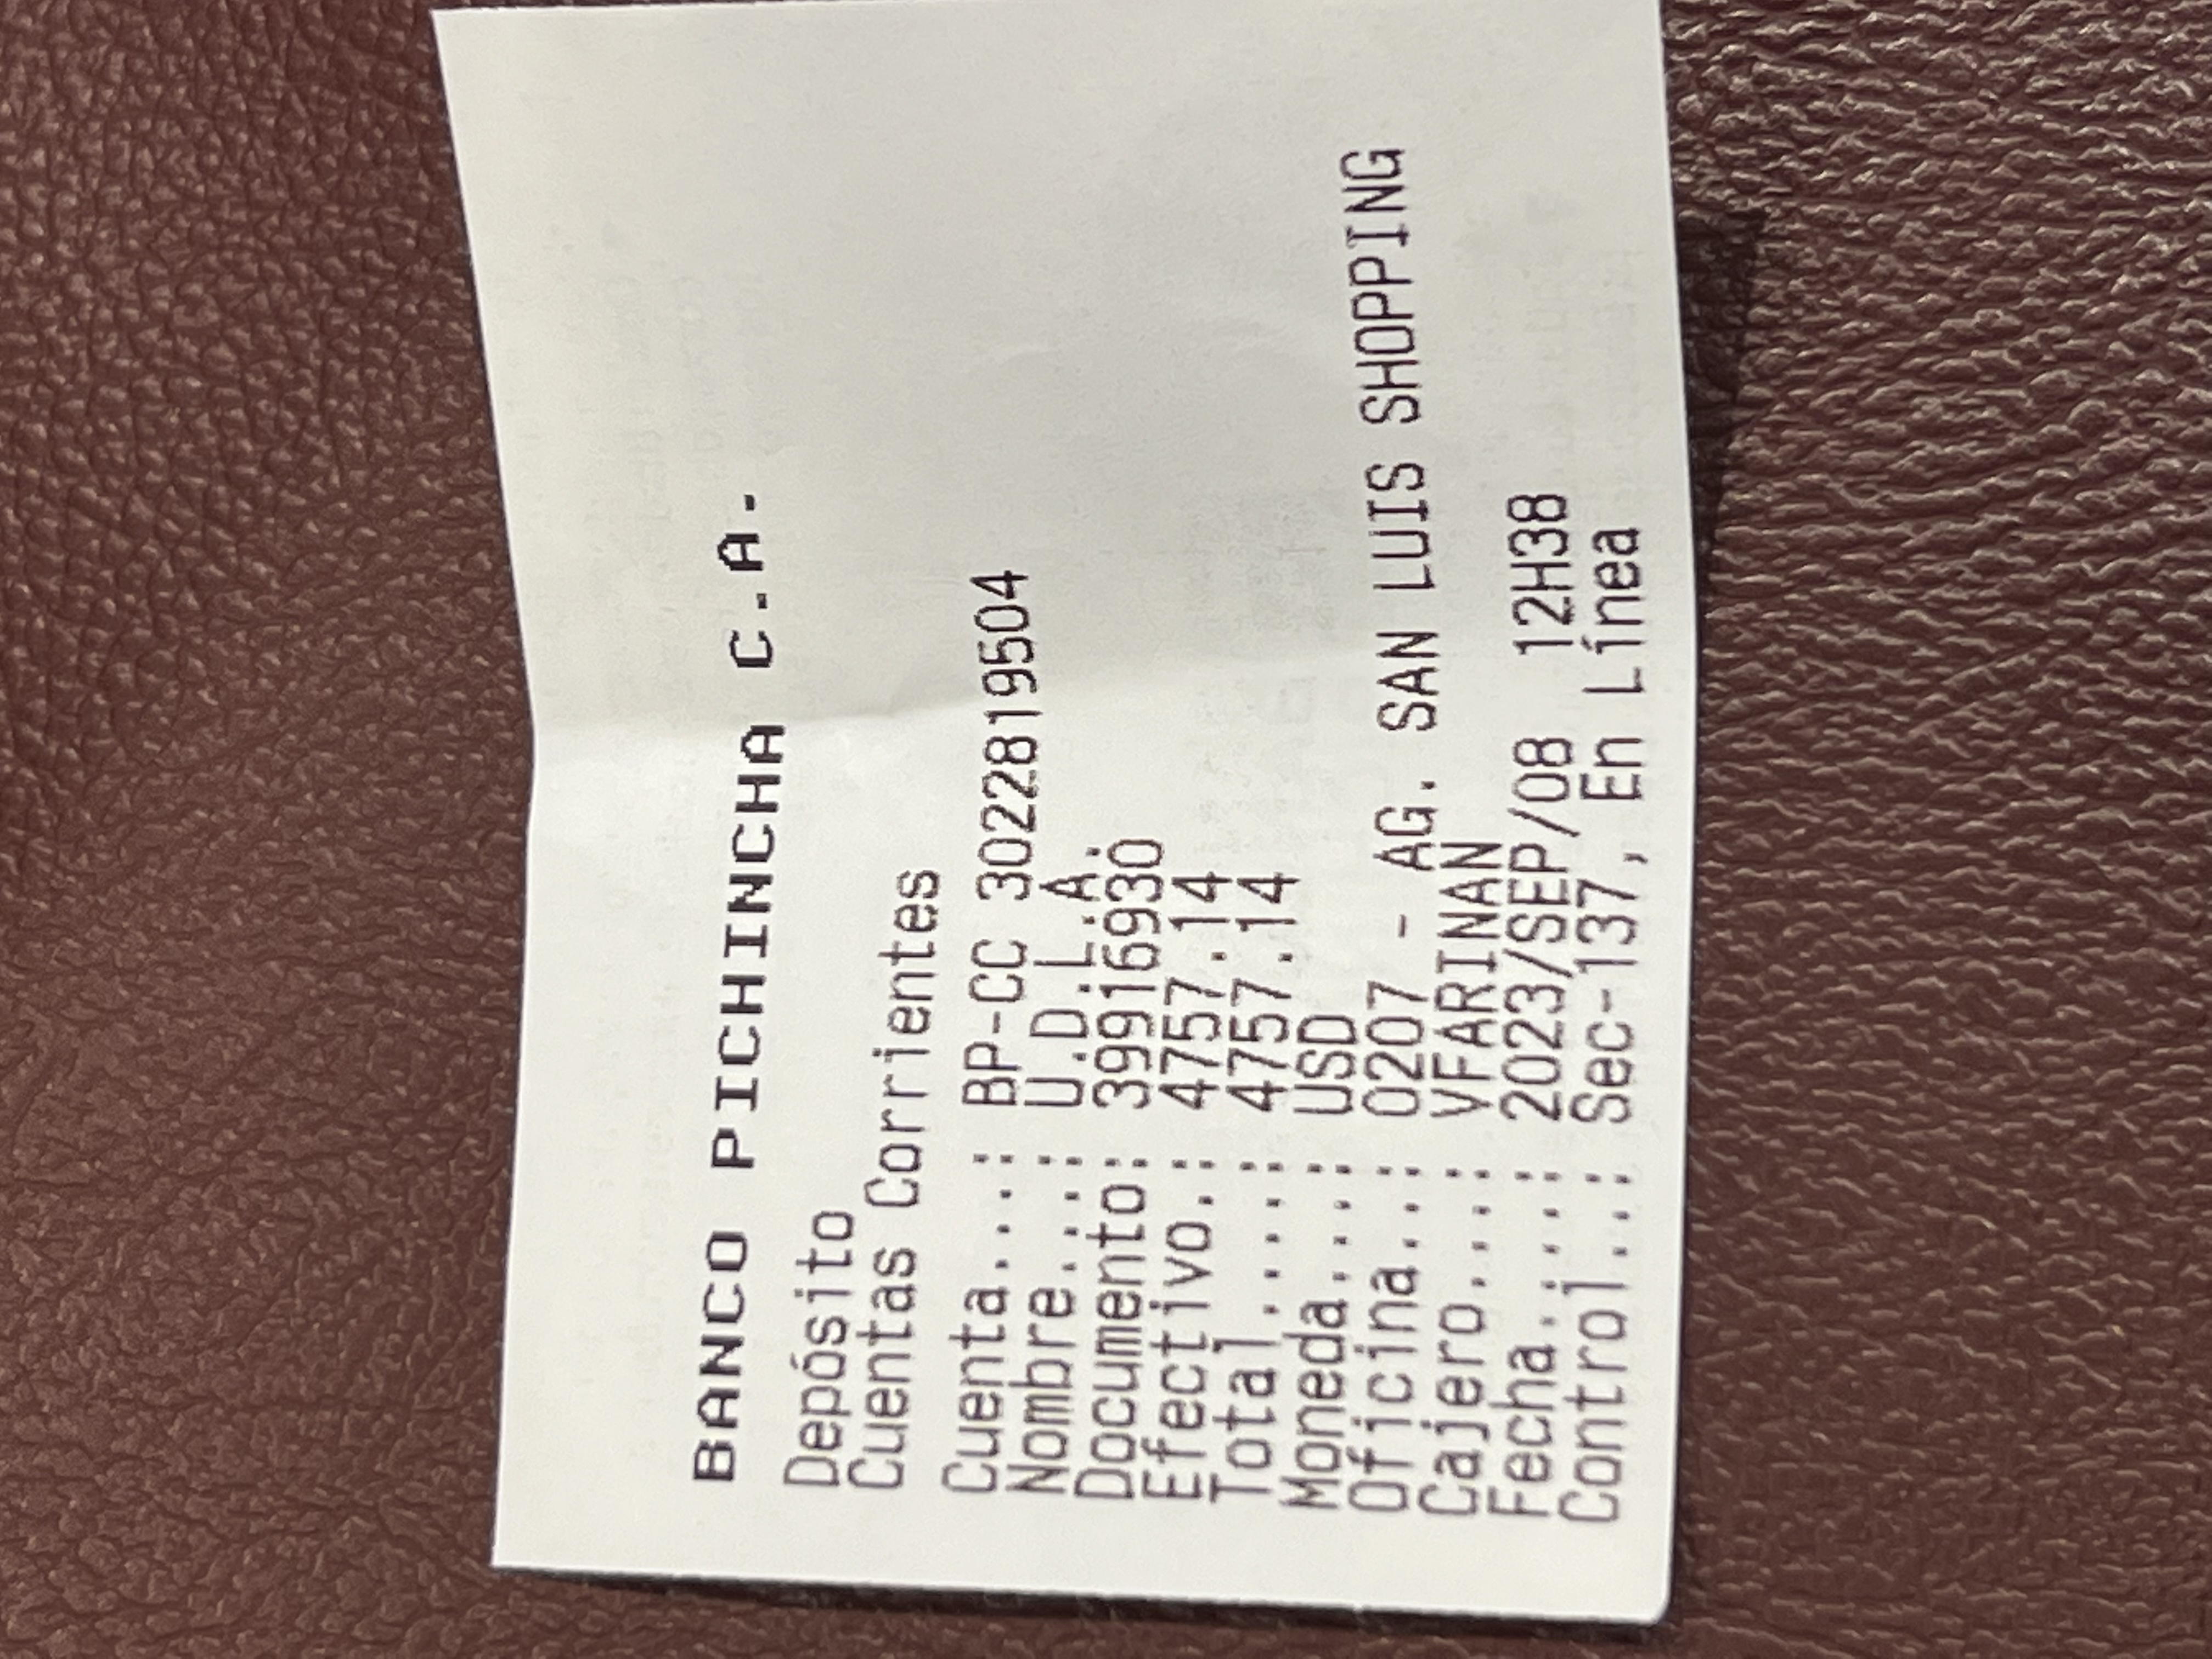 BANCO PICHINCHA C.A.
Depósito
Cuentas Corrientes
Cuenta...: BP-CC 3022819504
Nombre...: U.D.L.A.
Documento: 399916930
Efectivo.: 4757.14
Total....: 4757.14
Moneda...: USD
Oficina..: 0207 - AG. SAN LUIS SHOPPING
Cajero...: VFARINAN
Fecha....: 2023/SEP/08 12H38
Control..: Sec-137, En Línea